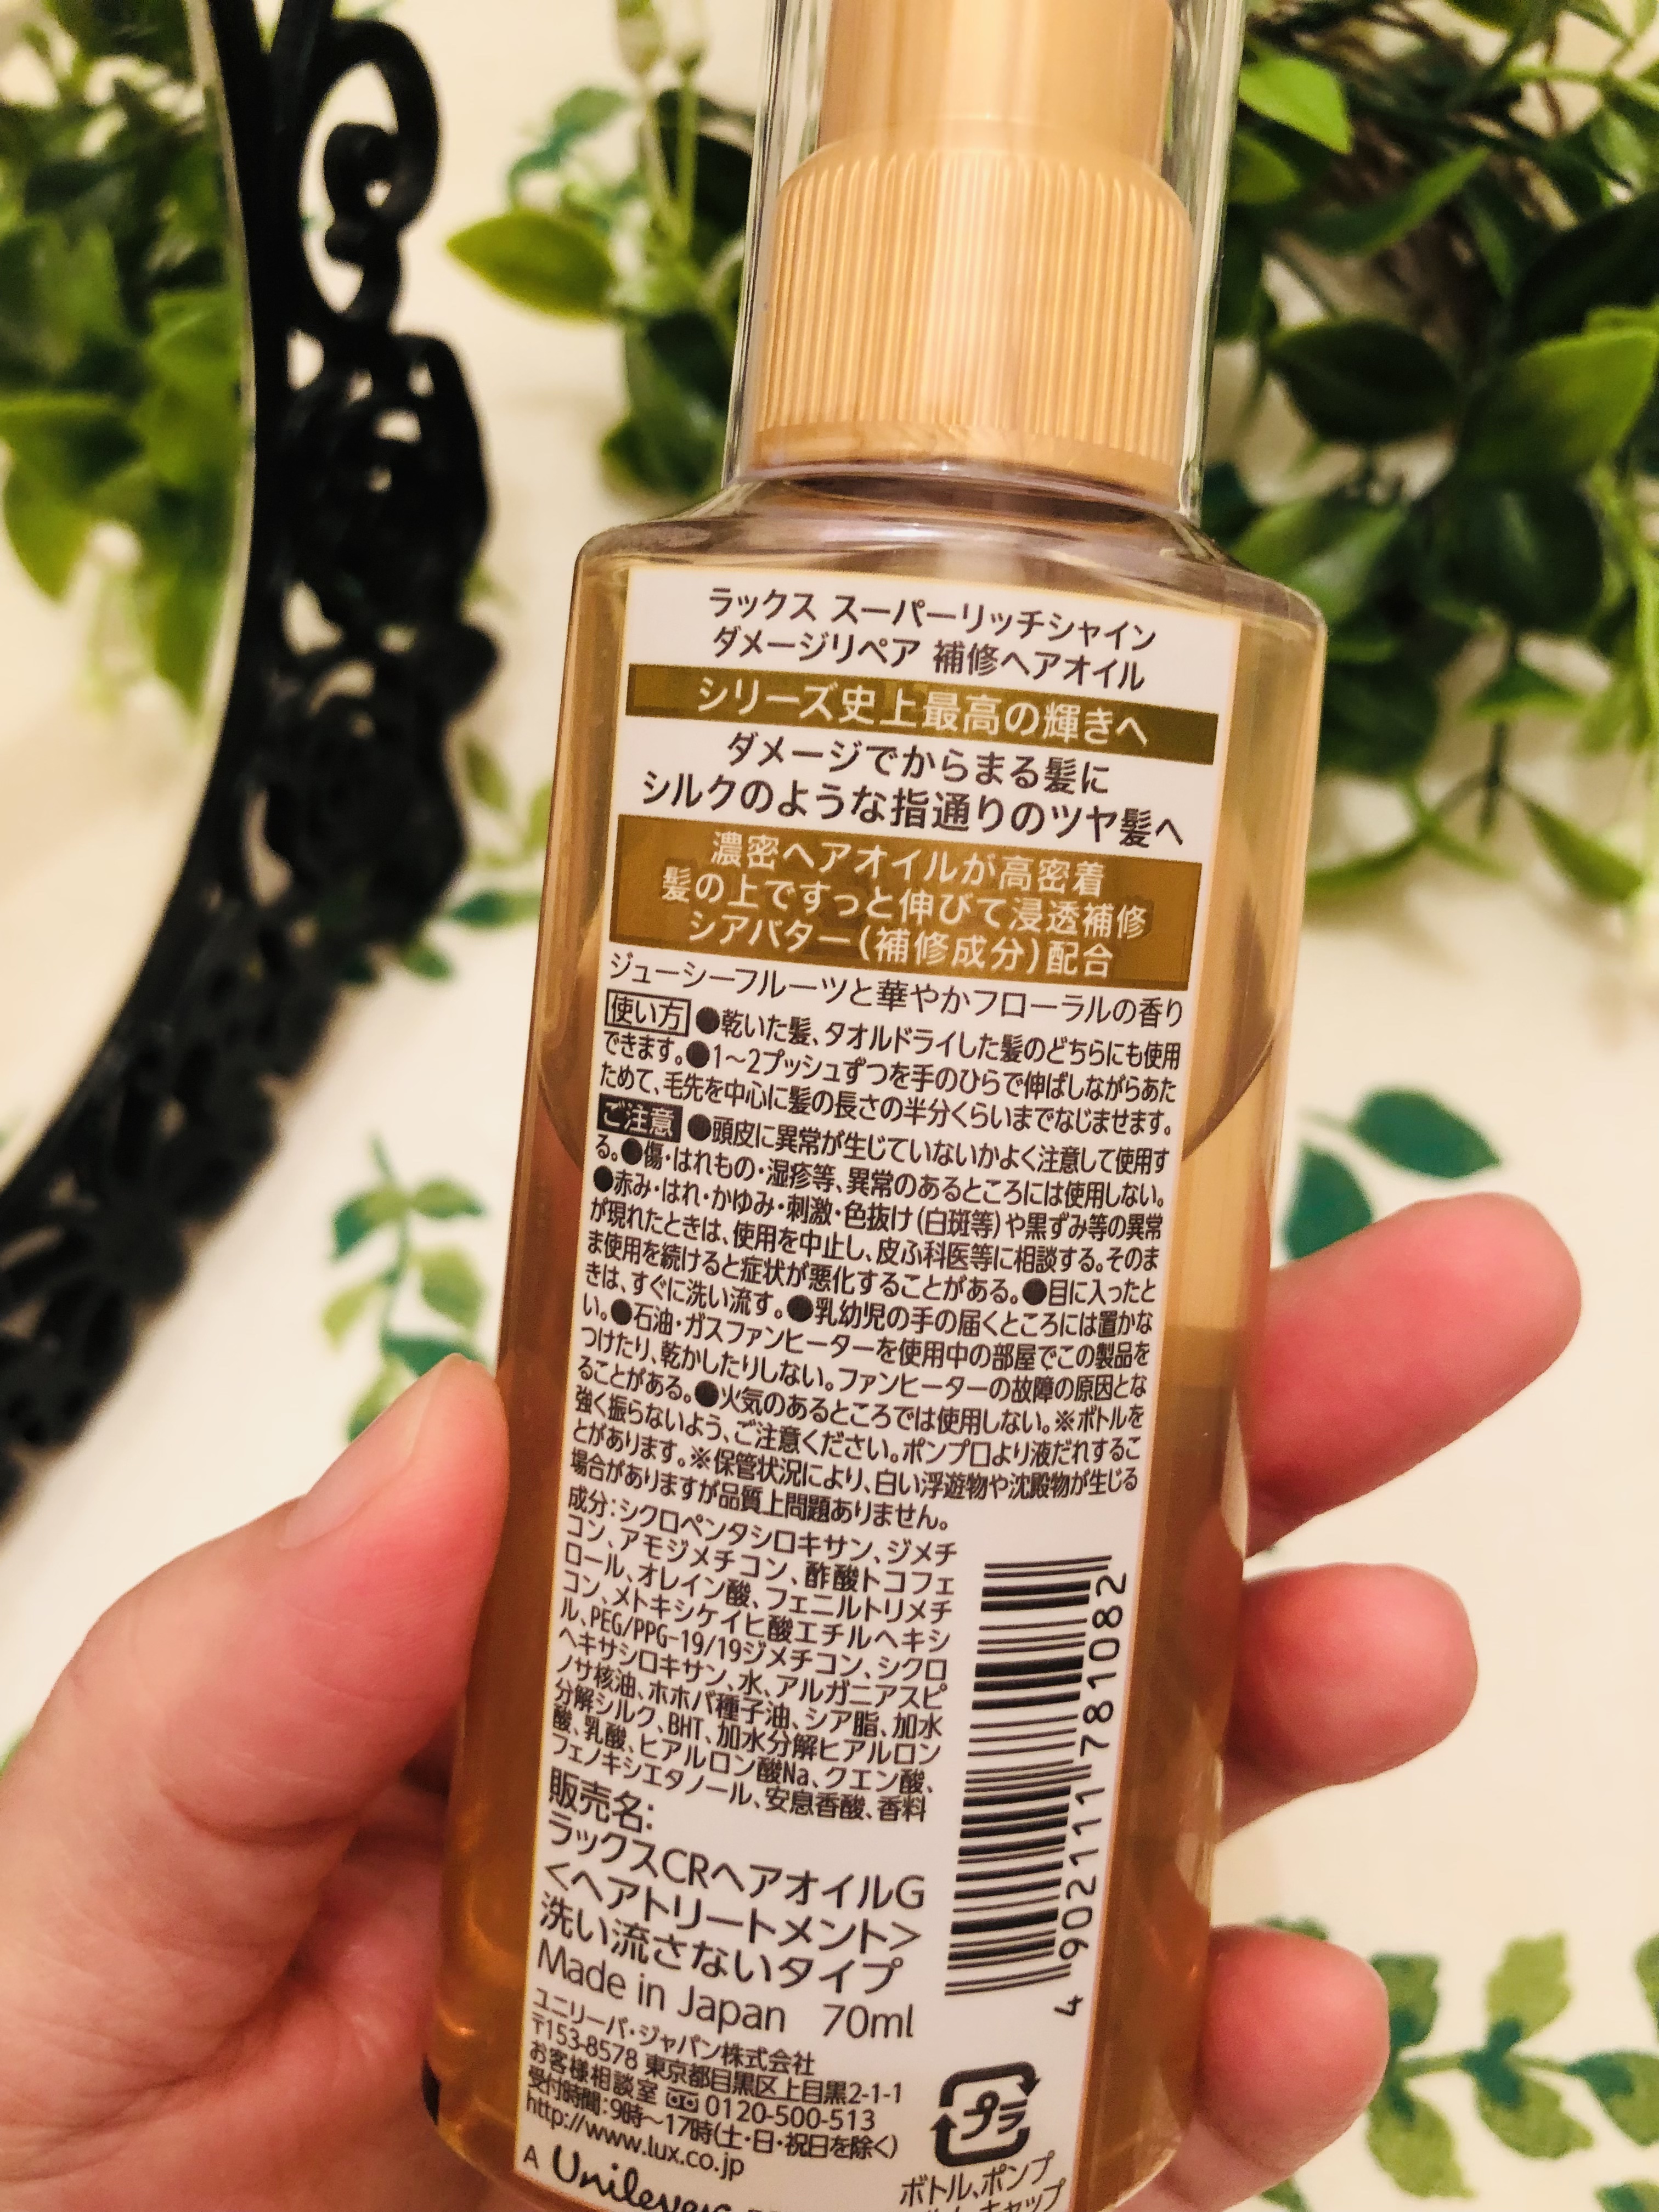 ラックス スーパーリッチシャイン
ダメージリペア 補修ヘアオイル
シリーズ史上最高の輝きへ
ダメージでからまる髪に
シルクのような指通りのツヤ髪へ
濃密ヘアオイルが高密着
髪の上ですっと伸びて浸透補修
シアバター(補修成分)配合
ジューシーフルーツと華やかフローラルの香り
使い方 ●乾いた髪、タオルドライした髪のどちらにも使用
できます。●1〜2プッシュずつを手のひらで伸ばしながらあた
ためて、毛先を中心に髪の長さの半分くらいまでなじませます。
ご注意 ●頭皮に異常が生じていないかよく注意して使用す
る。●傷・はれもの・湿疹等、異常のあるところには使用しない。
●赤み・はれ・かゆみ・刺激・色抜け(白斑等)や黒ずみ等の異常
が現れたときは、使用を中止し、皮ふ科医等に相談する。そのま
ま使用を続けると症状が悪化することがある。●目に入ったと
きは、すぐに洗い流す。●乳幼児の手の届くところには置かな
い。●石油・ガスファンヒーターを使用中の部屋でこの製品を
つけたり、乾かしたりしない。ファンヒーターの故障の原因とな
ることがある。●火気のあるところでは使用しない。※ボトルを
強く振らないよう、ご注意ください。ポンプ口より液だれするこ
とがあります。※保管状況により、白い浮遊物や沈殿物が生じる
場合がありますが品質上問題ありません。
成分:シクロペンタシロキサン、ジメチ
コン、アモジメチコン、酢酸トコフェ
ロール、オレイン酸、フェニルトリメチ
コン、メトキシケイヒ酸エチルヘキシ
ル、PEG/PPG-19/19ジメチコン、シクロ
ヘキサシロキサン、水、アルガニアスピ
ノサ核油、ホホバ種子油、シア脂、加水
分解シルク、BHT、加水分解ヒアルロン
酸、乳酸、ヒアルロン酸Na、クエン酸、
フェノキシエタノール、安息香酸、香料
販売名:
ラックスCRヘアオイルG
<ヘアトリートメント>
洗い流さないタイプ
Made in Japan 70ml
ユニリーバ・ジャパン株式会社
〒153-8578 東京都目黒区上目黒2-1-1
お客様相談室 0120-500-513
受付時間:9時〜17時(土・日・祝日を除く)
http://www.lux.co.jp
A Unilever
4902111781082
プラ
ボトル、ポンプ
キャップ